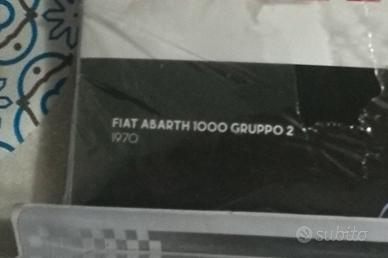 FIAT ABARTH 1000 GRUPPO 2
1970
subito